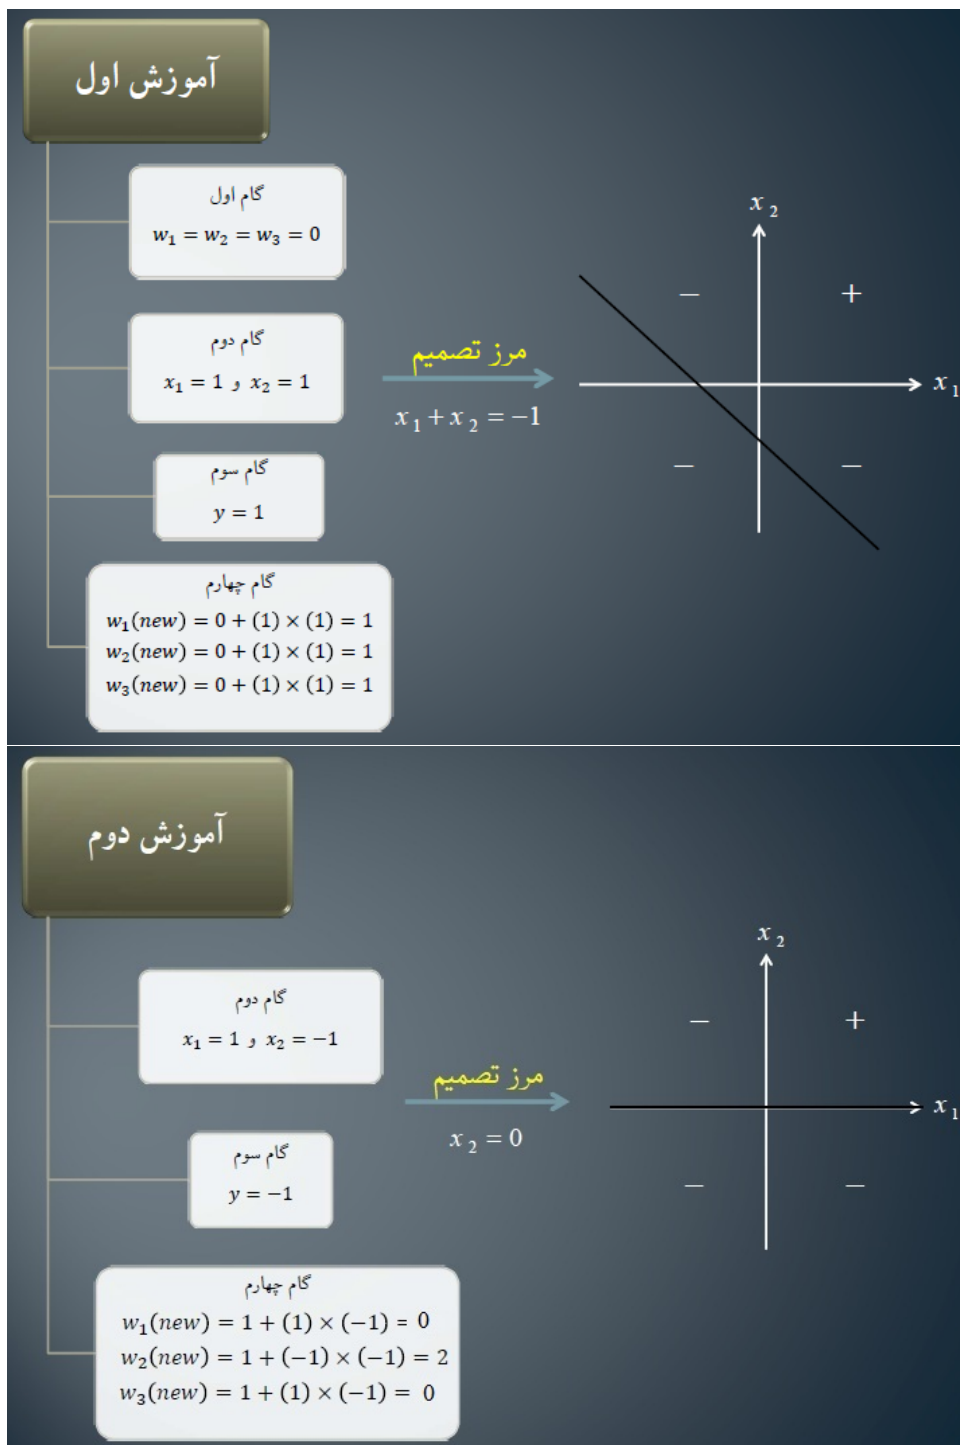 آموزش اول
گام اول
w₁ = w₂ = w₃ = 0
گام دوم
x₁ = 1 و x₂ = 1
گام سوم
y = 1
گام چهارم
w₁(new) = 0 + (1) × (1) = 1
w₂(new) = 0 + (1) × (1) = 1
w₃(new) = 0 + (1) × (1) = 1
مرز تصمیم
x₁ + x₂ = −1
x₂
− +
x₁
− −
آموزش دوم
گام دوم
x₁ = 1 و x₂ = −1
گام سوم
y = −1
گام چهارم
w₁(new) = 1 + (1) × (−1) = 0
w₂(new) = 1 + (−1) × (−1) = 2
w₃(new) = 1 + (1) × (−1) = 0
مرز تصمیم
x₂ = 0
x₂
− +
x₁
− −